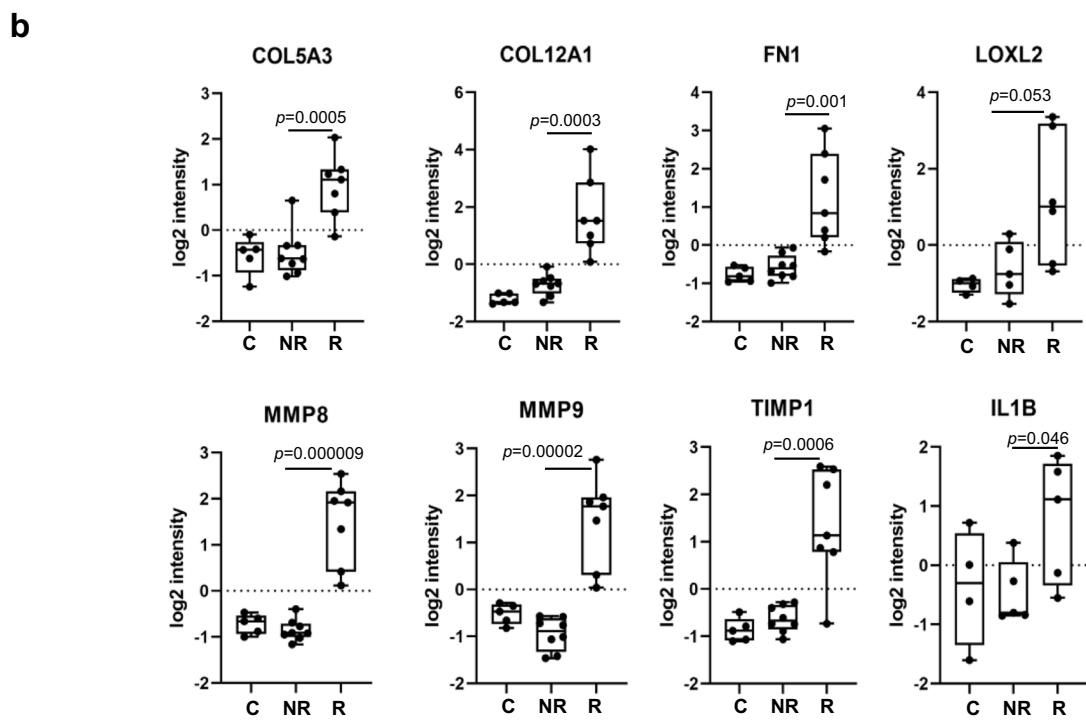 b
COL5A3 COL12A1 FN1 LOXL2
log2 intensity
3
2
1
0
-1
-2
p=0.0005
C NR R
log2 intensity
6
4
2
0
-2
p=0.0003
C NR R
log2 intensity
4
3
2
1
0
-1
-2
p=0.001
C NR R
log2 intensity
4
2
0
-2
p=0.053
C NR R
MMP8 MMP9 TIMP1 IL1B
log2 intensity
3
2
1
0
-1
-2
p=0.000009
C NR R
log2 intensity
3
2
1
0
-1
-2
p=0.00002
C NR R
log2 intensity
3
2
1
0
-1
-2
p=0.0006
C NR R
log2 intensity
2
1
0
-1
-2
p=0.046
C NR R